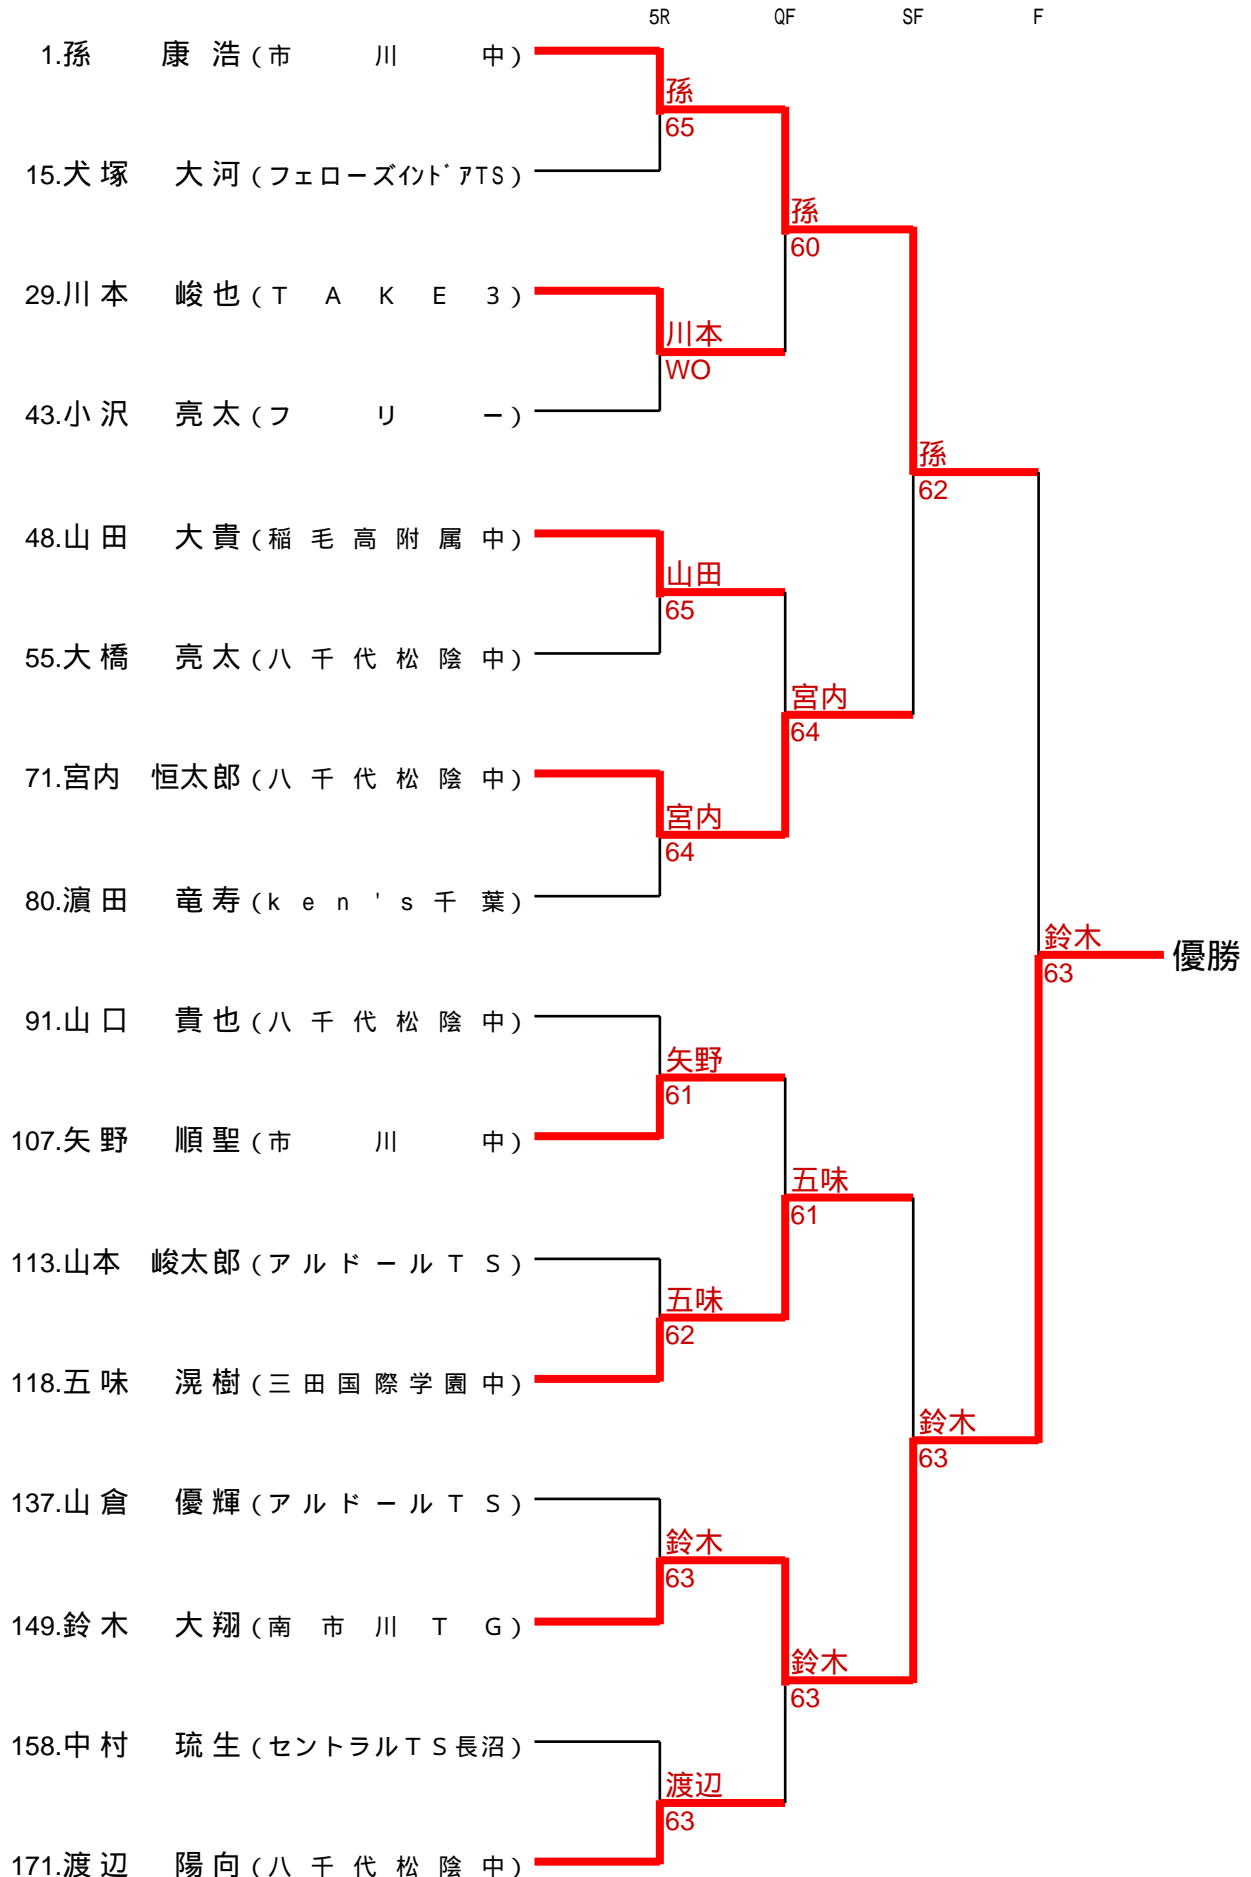 5R QF SF F
1.孫 康浩(市川中)
孫
65
15.犬塚 大河(フェローズインドアTS)
孫
60
29.川本 峻也(TAKE3)
川本
WO
43.小沢 亮太(フリー)
孫
62
48.山田 大貴(稲毛高附属中)
山田
65
55.大橋 亮太(八千代松陰中)
宮内
64
71.宮内 恒太郎(八千代松陰中)
宮内
64
80.濵田 竜寿(ken's千葉)
鈴木
63
優勝
91.山口 貴也(八千代松陰中)
矢野
61
107.矢野 順聖(市川中)
五味
61
113.山本 峻太郎(アルドールTS)
五味
62
118.五味 滉樹(三田国際学園中)
鈴木
63
137.山倉 優輝(アルドールTS)
鈴木
63
149.鈴木 大翔(南市川TG)
鈴木
63
158.中村 琉生(セントラルTS長沼)
渡辺
63
171.渡辺 陽向(八千代松陰中)